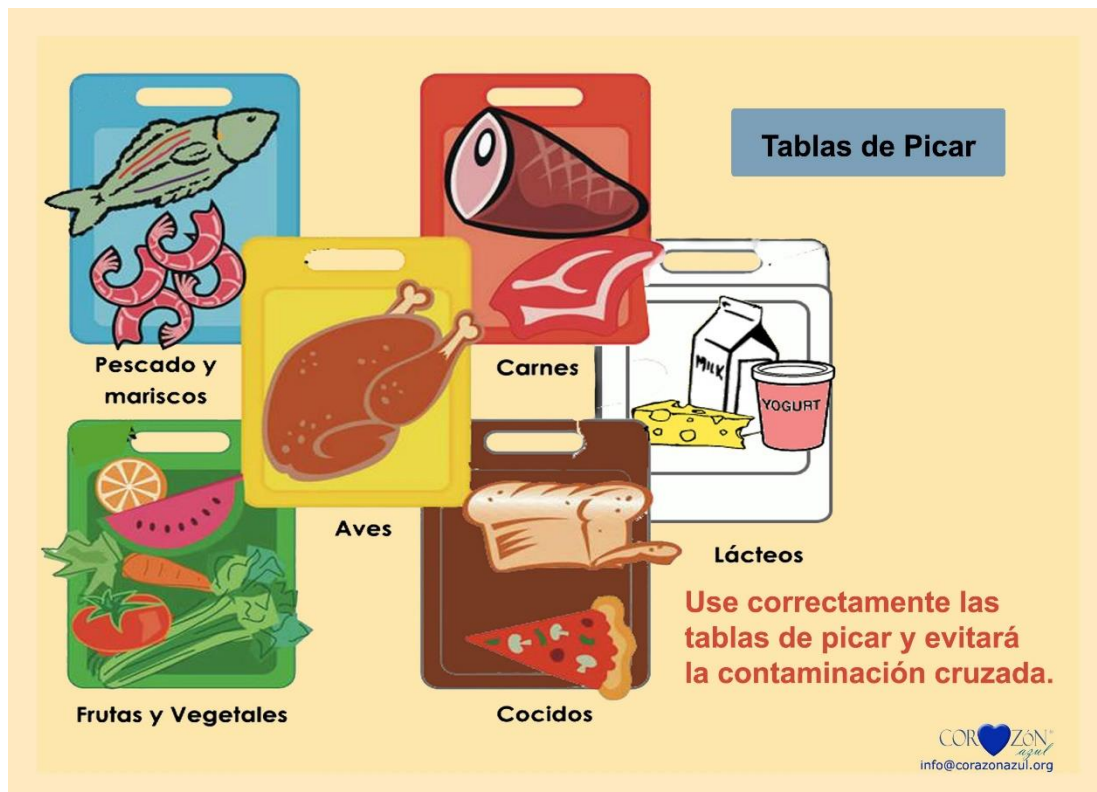 Tablas de Picar
Pescado y
mariscos
Carnes
MILK
YOGURT
Aves
Lácteos
Use correctamente las
tablas de picar y evitará
la contaminación cruzada.
Frutas y Vegetales
Cocidos
CORAZÓN®
azul
info@corazonazul.org